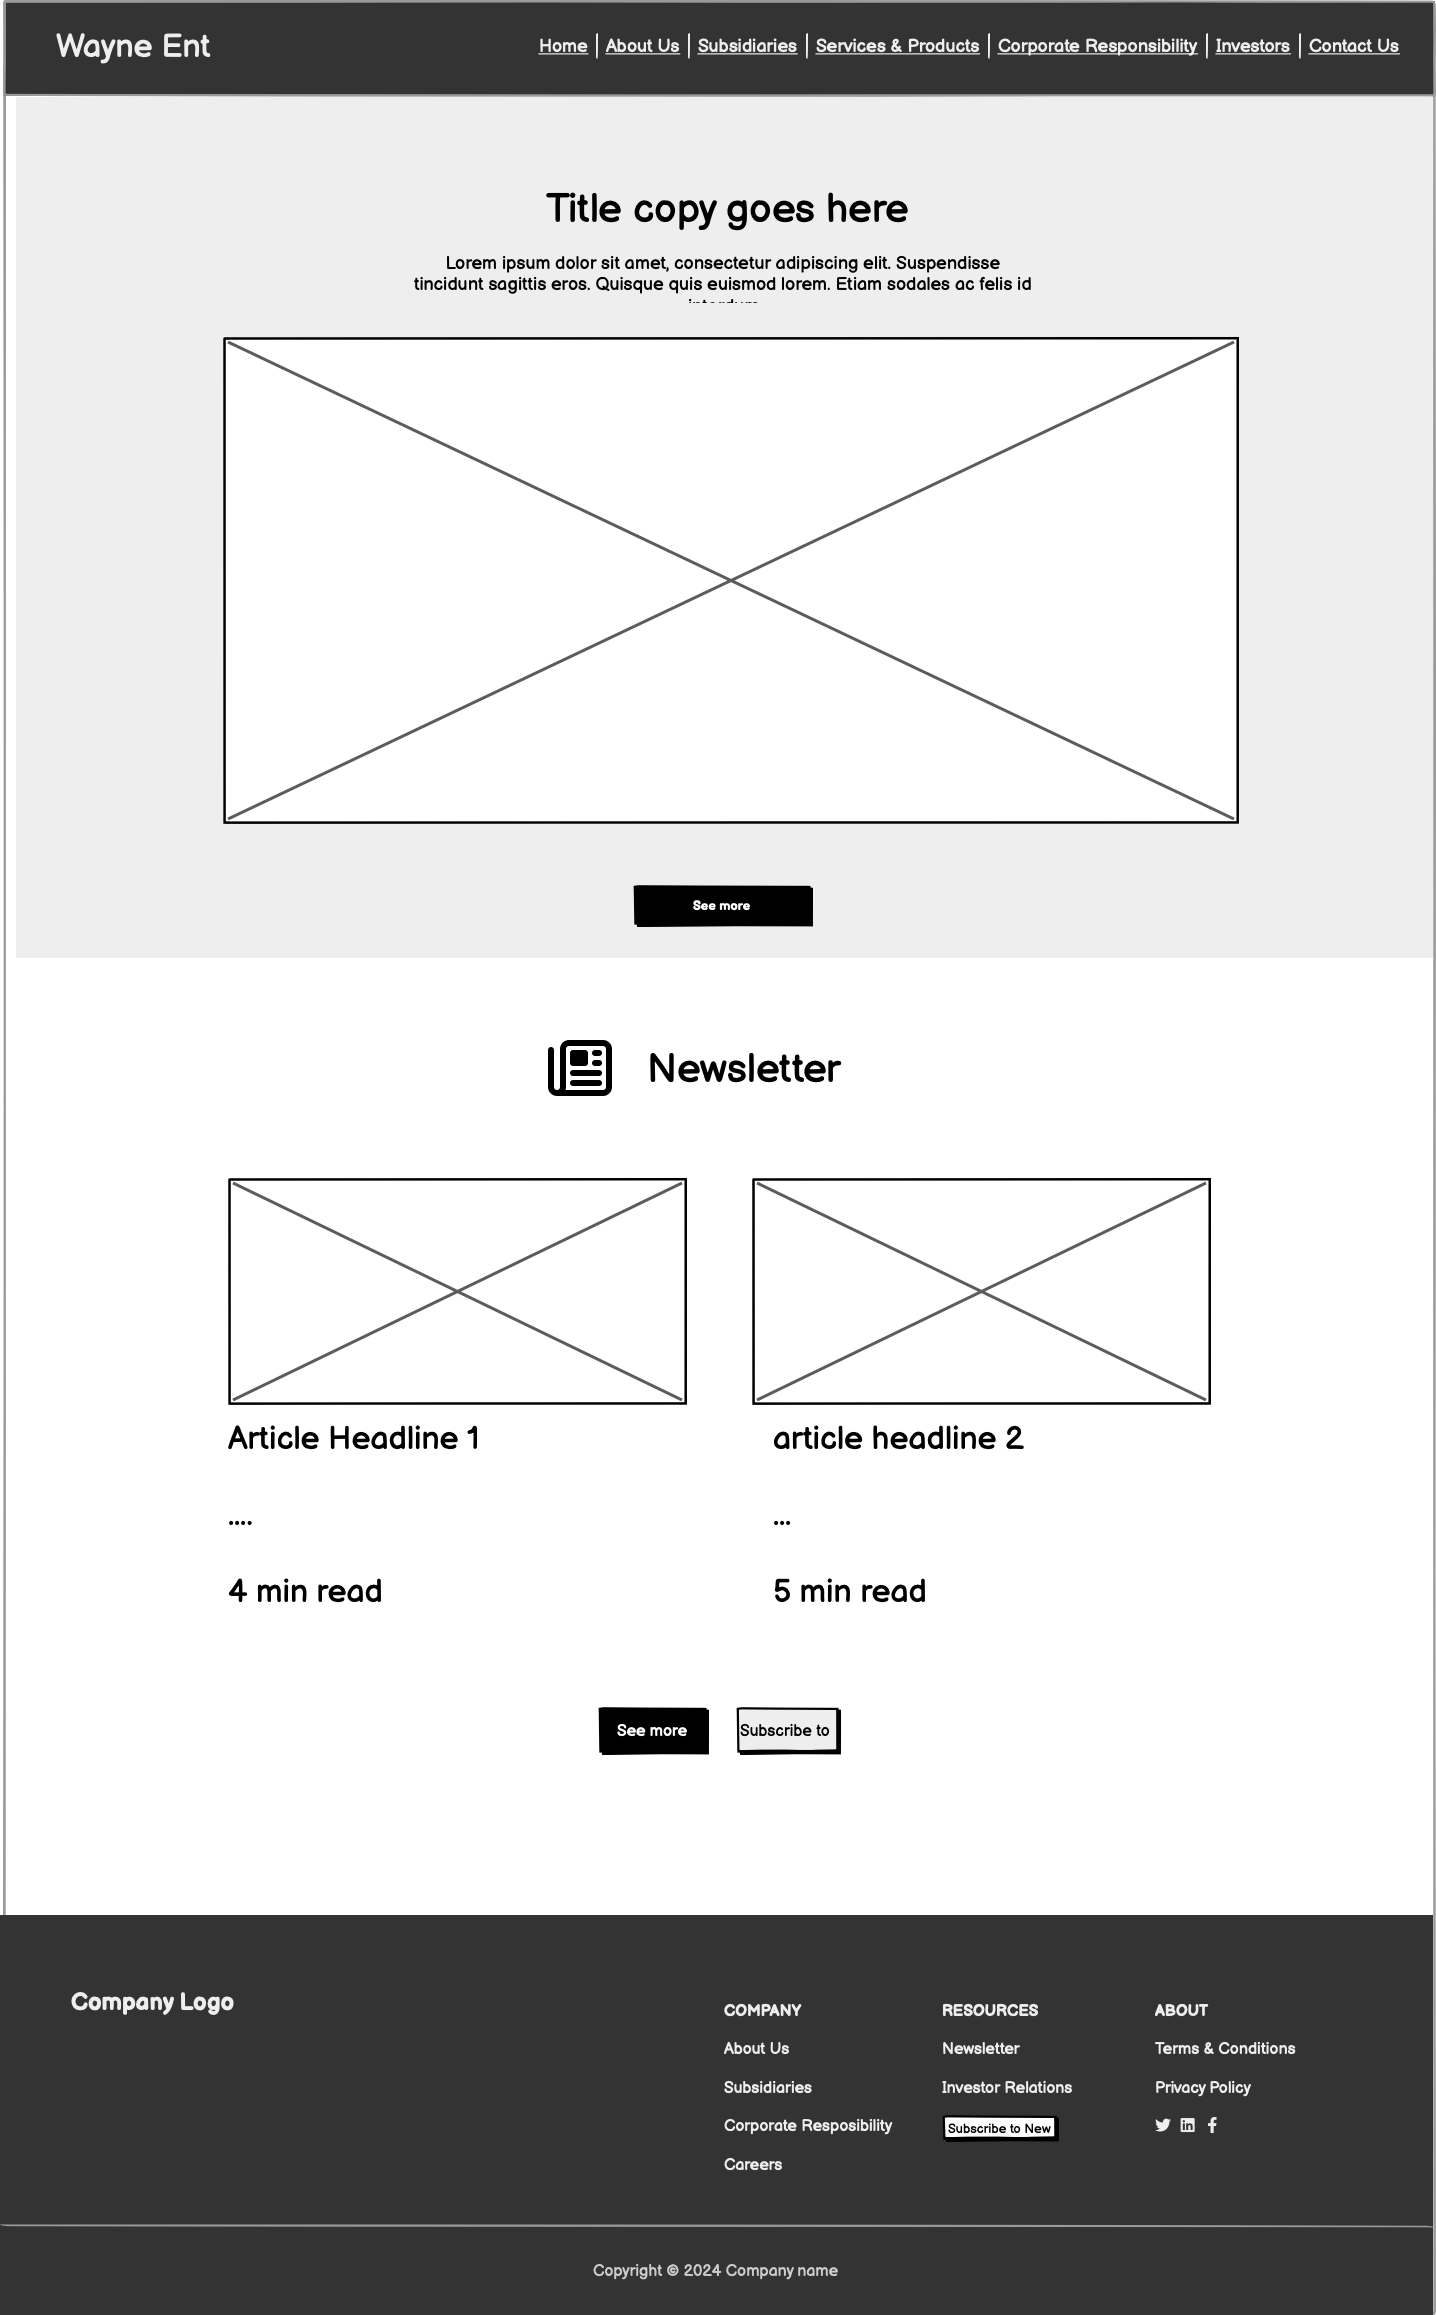 Wayne Ent
Home | About Us | Subsidiaries | Services & Products | Corporate Responsibility | Investors | Contact Us
Title copy goes here
Lorem ipsum dolor sit amet, consectetur adipiscing elit. Suspendisse
tincidunt sagittis eros. Quisque quis euismod lorem. Etiam sodales ac felis id
interdum
See more
Newsletter
Article Headline 1
....
4 min read
article headline 2
...
5 min read
See more
Subscribe to
Company Logo
COMPANY
About Us
Subsidiaries
Corporate Resposibility
Careers
RESOURCES
Newsletter
Investor Relations
Subscribe to New
ABOUT
Terms & Conditions
Privacy Policy
Copyright © 2024 Company name